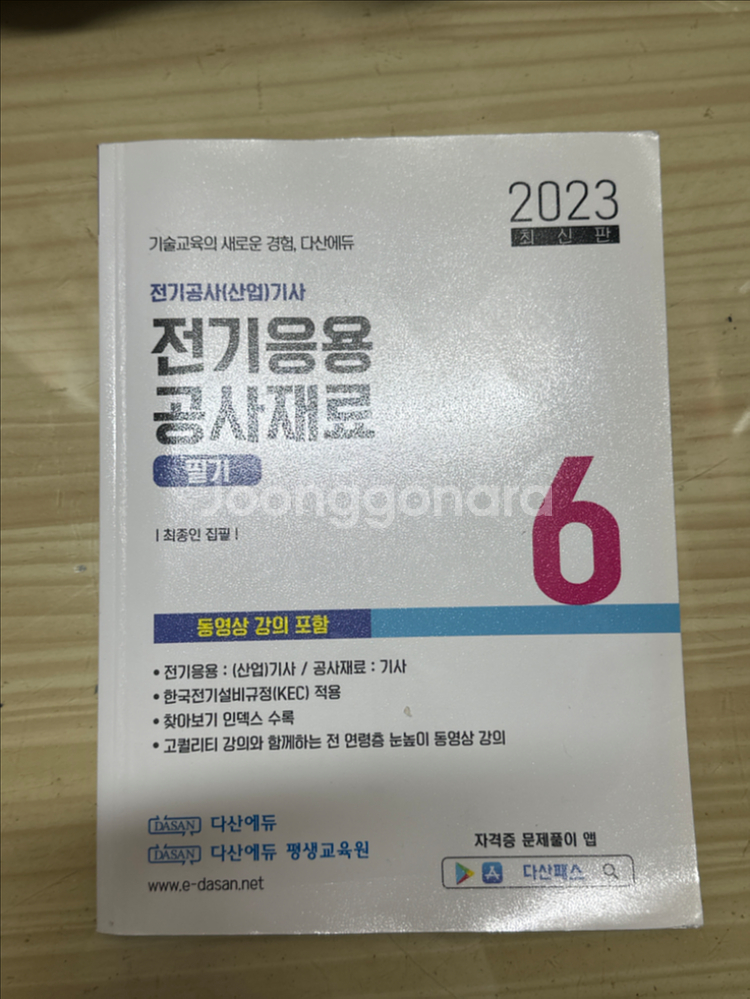 2023
최신판
기술교육의 새로운 경험, 다산에듀
전기공사(산업)기사
전기응용
공사재료
필기
Joonggonara
| 최종인 집필 |
6
동영상 강의 포함
• 전기응용 : (산업)기사 / 공사재료 : 기사
• 한국전기설비규정(KEC) 적용
• 찾아보기 인덱스 수록
• 고퀄리티 강의와 함께하는 전 연령층 눈높이 동영상 강의
DASAN 다산에듀
DASAN 다산에듀 평생교육원
www.e-dasan.net
자격증 문제풀이 앱
다산패스